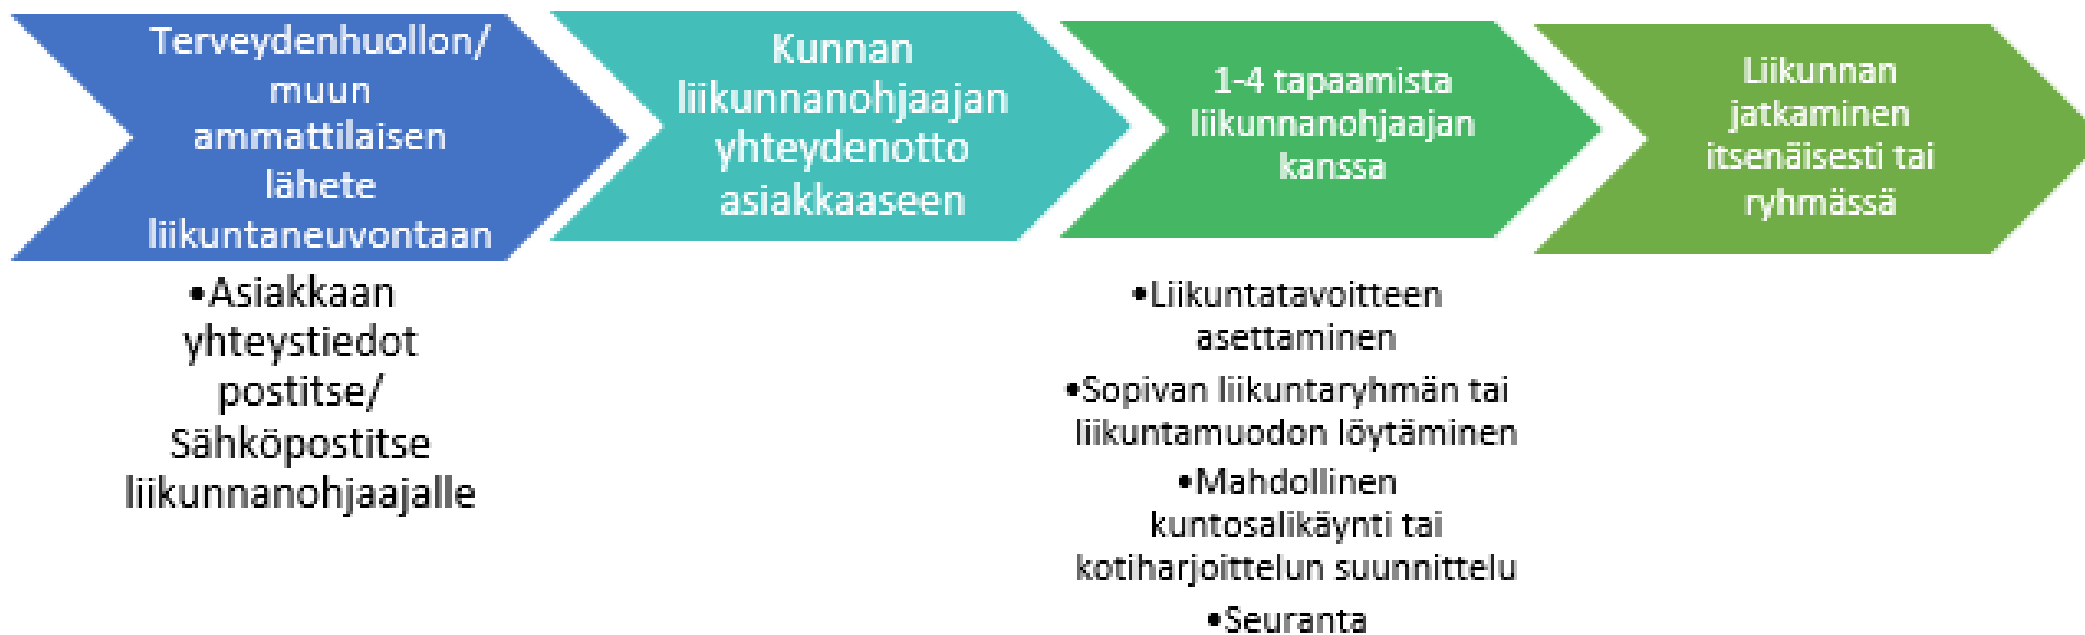 Terveydenhuollon/
muun
ammattilaisen
lähete
liikuntaneuvontaan
•Asiakkaan
yhteystiedot
postitse/
Sähköpostitse
liikunnanohjaajalle
Kunnan
liikunnanohjaajan
yhteydenotto
asiakkaaseen
1-4 tapaamista
liikunnanohjaajan
kanssa
•Liikuntatavoitteen
asettaminen
•Sopivan liikuntaryhmän tai
liikuntamuodon löytäminen
•Mahdollinen
kuntosalikäynti tai
kotiharjoittelun suunnittelu
•Seuranta
Liikunnan
jatkaminen
itsenäisesti tai
ryhmässä